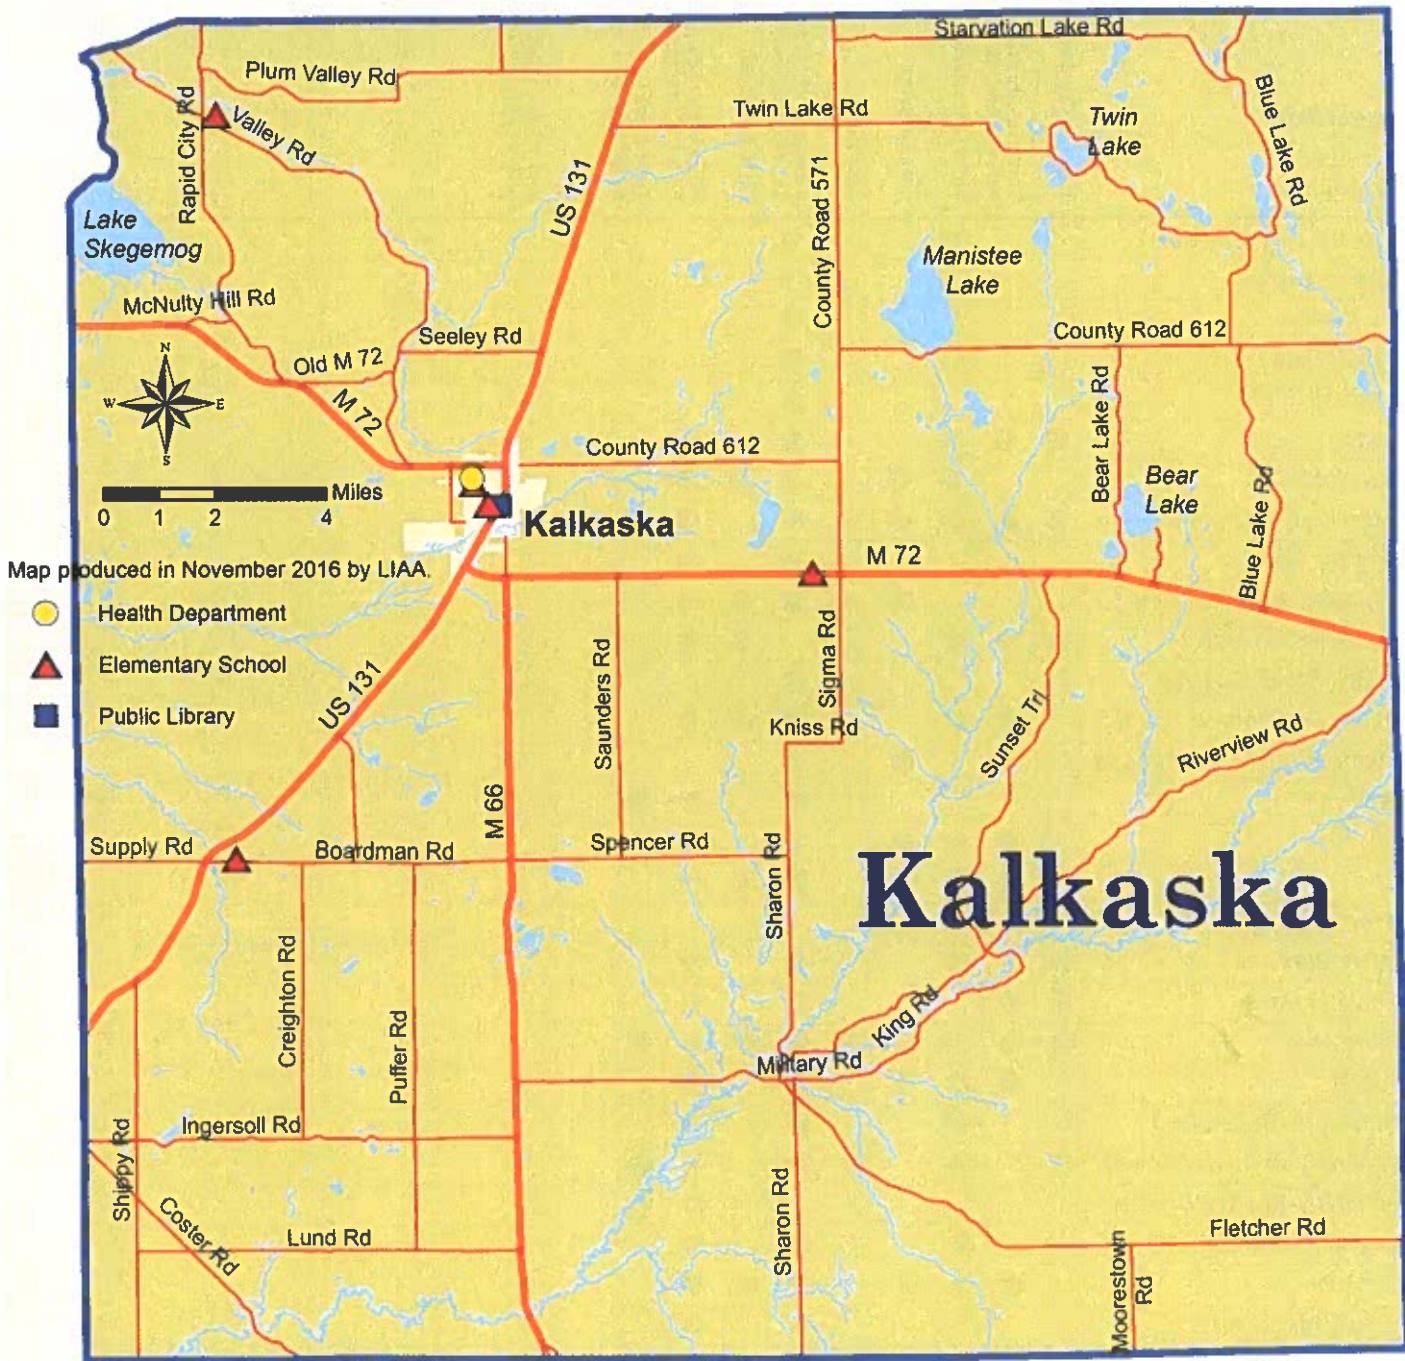 Starvation Lake Rd
Plum Valley Rd
Rapid City Rd
Valley Rd
Twin Lake Rd
Twin
Lake
Blue Lake Rd
US 131
County Road 571
Lake
Skegemog
Manistee
Lake
McNulty Hill Rd
Seeley Rd
County Road 612
Old M 72
M 72
N
W
E
S
Bear Lake Rd
County Road 612
Bear
Lake
Blue Lake Rd
Miles
0 1 2 4
Kalkaska
M 72
Map produced in November 2016 by LIAA.
Health Department
Elementary School
Public Library
US 131
Saunders Rd
Sigma Rd
Kniss Rd
Sunset Trl
Riverview Rd
M 66
Supply Rd
Boardman Rd
Spencer Rd
Sharon Rd
Kalkaska
Creighton Rd
Puffer Rd
King Rd
Military Rd
Ingersoll Rd
Shippy Rd
Coster Rd
Lund Rd
Sharon Rd
Fletcher Rd
Moorestown
Rd